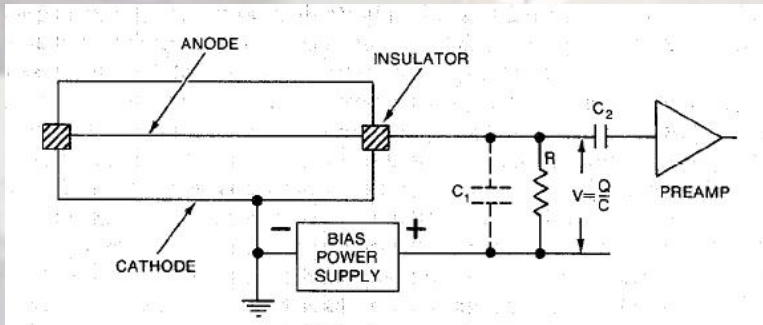 ANODE
INSULATOR
C2
R
C1
V=Q/C
PREAMP
− BIAS +
POWER
SUPPLY
CATHODE